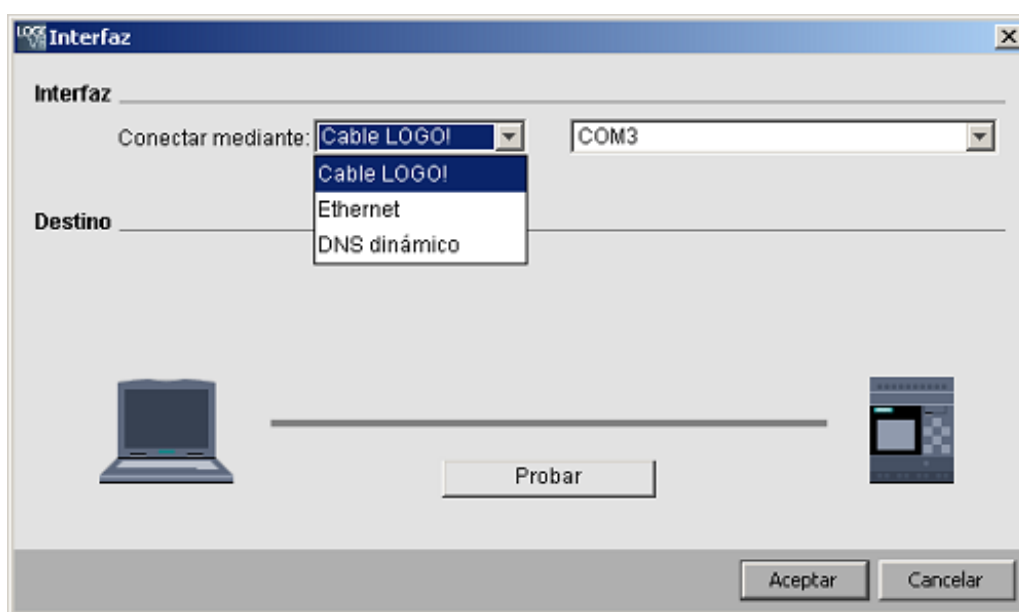 Interfaz
Interfaz
Conectar mediante: Cable LOGO! COM3
Cable LOGO!
Ethernet
DNS dinámico
Destino
Probar
Aceptar Cancelar